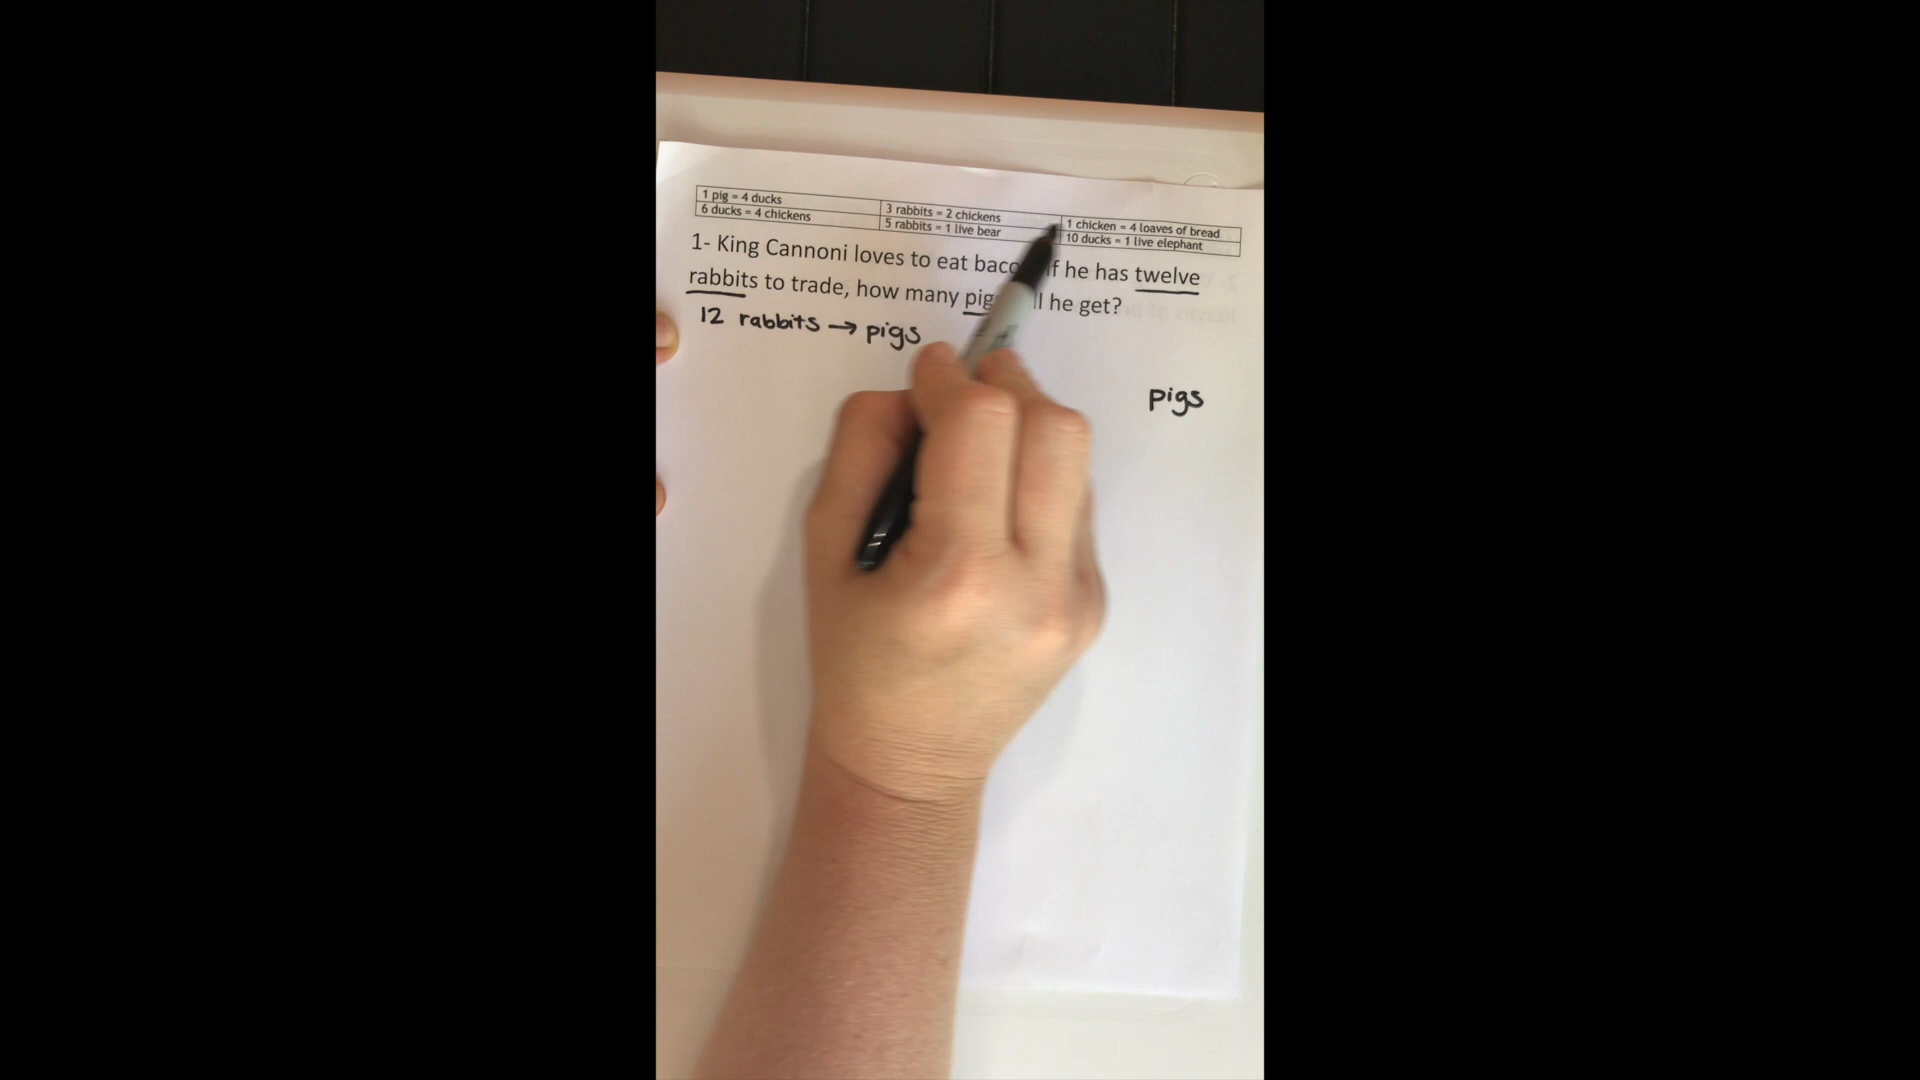 1 pig = 4 ducks
3 rabbits = 2 chickens
1 chicken = 4 loaves of bread
6 ducks = 4 chickens
5 rabbits = 1 live bear
10 ducks = 1 live elephant
1- King Cannoni loves to eat baco if he has twelve
rabbits to trade, how many pig ll he get?
12 rabbits → pigs
pigs